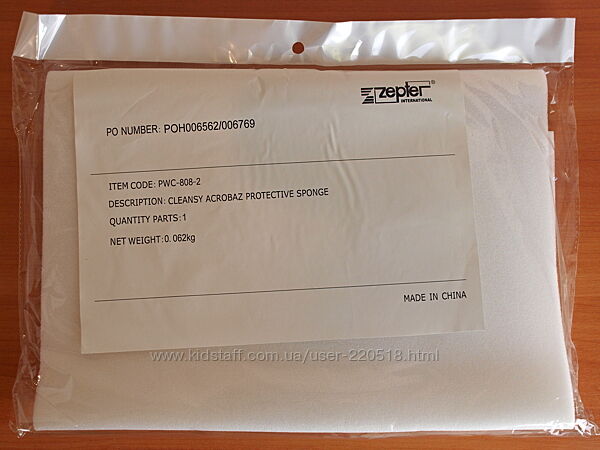 zepter®
INTERNATIONAL
PO NUMBER: POH006562/006769
ITEM CODE: PWC-808-2
DESCRIPTION: CLEANSY ACROBAZ PROTECTIVE SPONGE
QUANTITY PARTS:1
NET WEIGHT:0.062kg
MADE IN CHINA
www.kidstaff.com.ua/user-220518.html